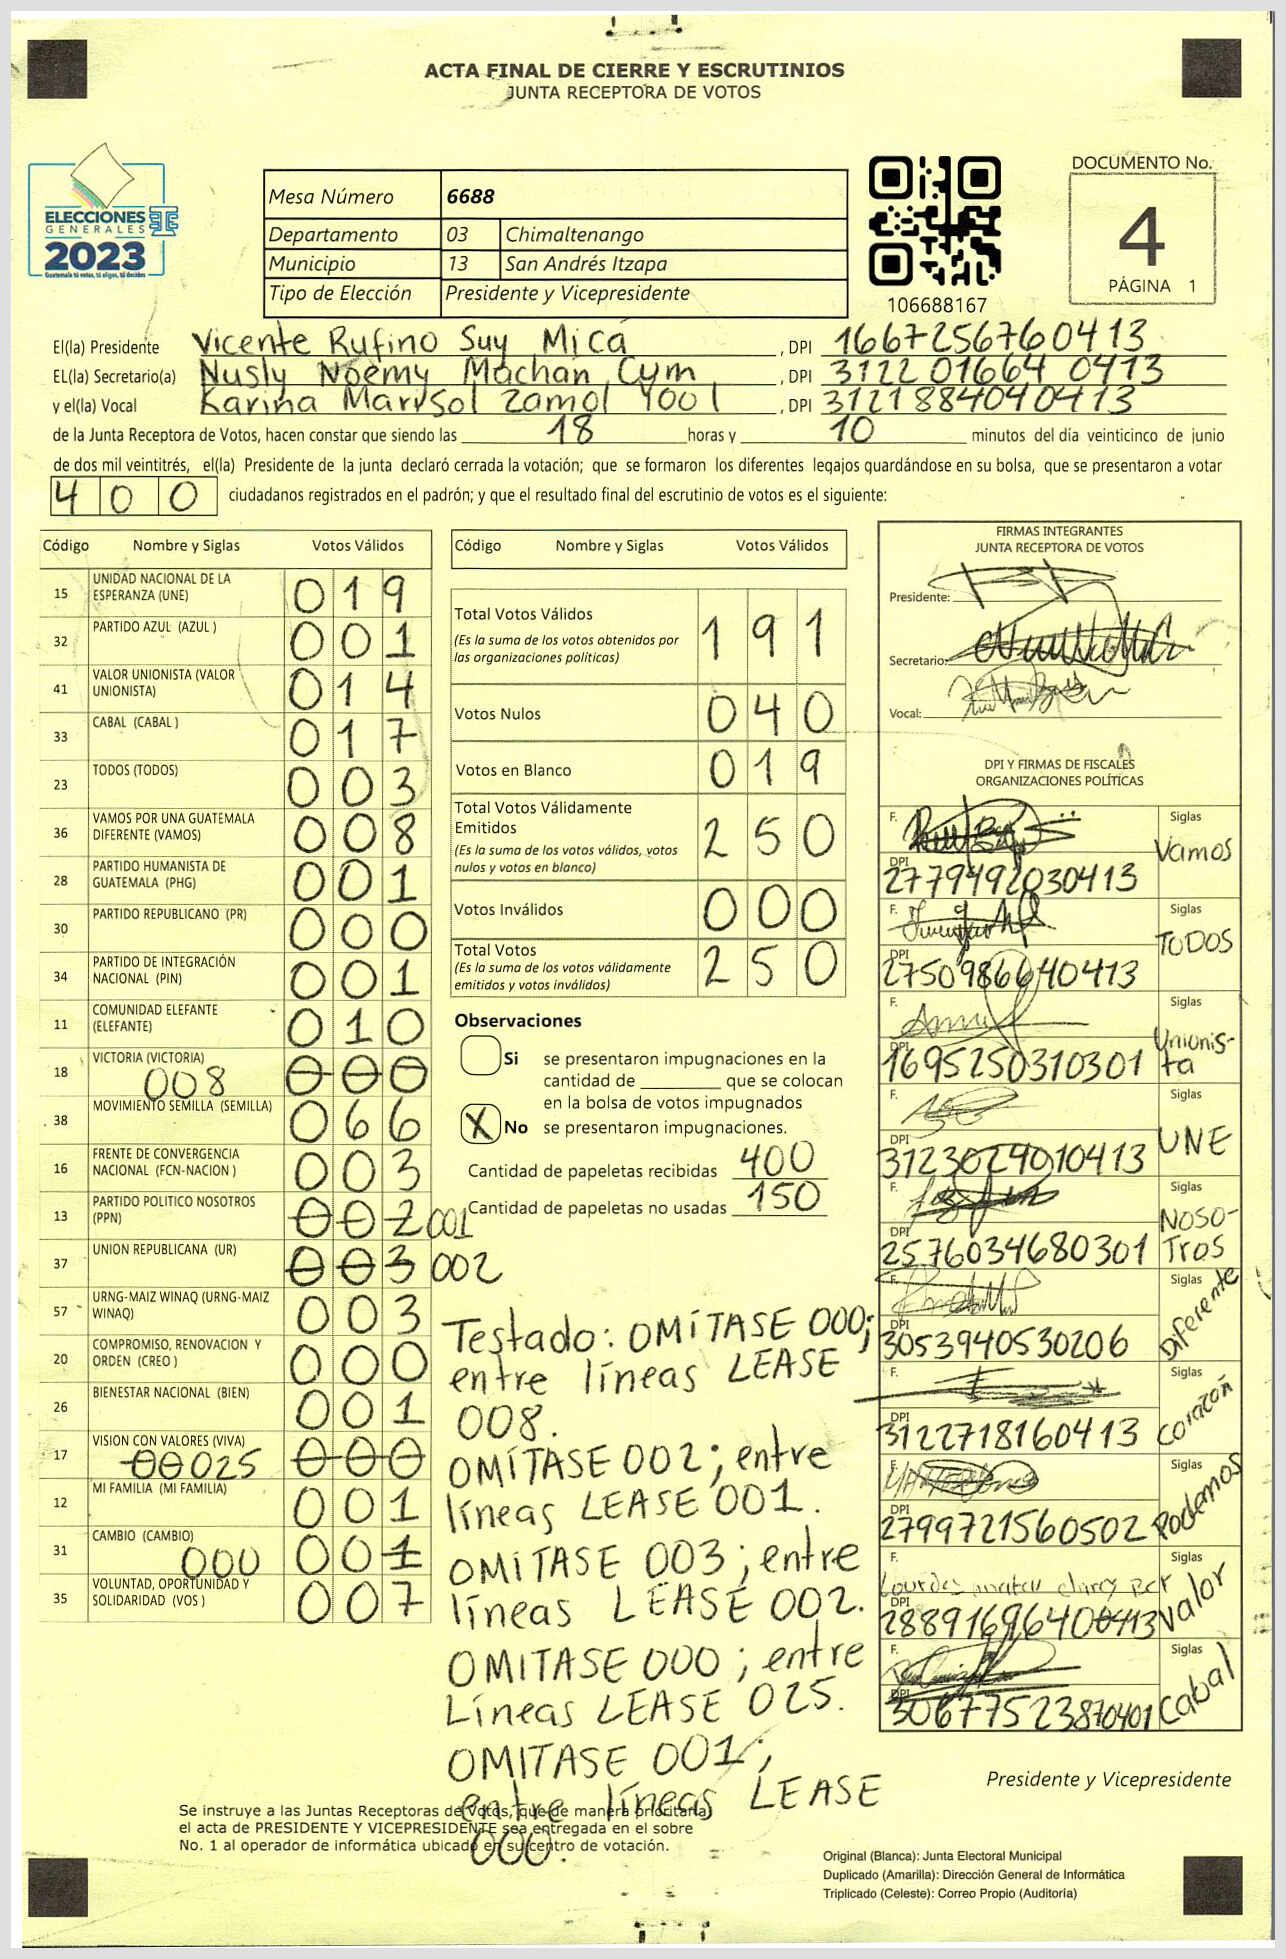 ACTA FINAL DE CIERRE Y ESCRUTINIOS
JUNTA RECEPTORA DE VOTOS
ELECCIONES
GENERALES
2023
Guatemala tú votas, tú eliges, tú decides
Mesa Número 6688
Departamento 03 Chimaltenango
Municipio 13 San Andrés Itzapa
Tipo de Elección Presidente y Vicepresidente
106688167
DOCUMENTO No.
4
PÁGINA 1
El(la) Presidente Vicente Rufino Suy Micá , DPI 1667256760413
EL(la) Secretario(a) Nusly Noemy Machan Cum , DPI 3122016640413
y el(la) Vocal Karina Marisol Zamol Yool , DPI 3121884040413
de la Junta Receptora de Votos, hacen constar que siendo las 18 horas y 10 minutos del día veinticinco de junio
de dos mil veintitrés, el(la) Presidente de la junta declaró cerrada la votación; que se formaron los diferentes legajos guardándose en su bolsa, que se presentaron a votar
400 ciudadanos registrados en el padrón; y que el resultado final del escrutinio de votos es el siguiente:
Código Nombre y Siglas Votos Válidos
15 UNIDAD NACIONAL DE LA ESPERANZA (UNE) 019
32 PARTIDO AZUL (AZUL ) 001
41 VALOR UNIONISTA (VALOR UNIONISTA) 014
33 CABAL (CABAL ) 017
23 TODOS (TODOS) 003
36 VAMOS POR UNA GUATEMALA DIFERENTE (VAMOS) 008
28 PARTIDO HUMANISTA DE GUATEMALA (PHG) 001
30 PARTIDO REPUBLICANO (PR) 000
34 PARTIDO DE INTEGRACIÓN NACIONAL (PIN) 001
11 COMUNIDAD ELEFANTE (ELEFANTE) 010
18 VICTORIA (VICTORIA) 008 000
38 MOVIMIENTO SEMILLA (SEMILLA) 066
16 FRENTE DE CONVERGENCIA NACIONAL (FCN-NACION ) 003
13 PARTIDO POLITICO NOSOTROS (PPN) 002 001
37 UNION REPUBLICANA (UR) 003 002
57 URNG-MAIZ WINAQ (URNG-MAIZ WINAQ) 003
20 COMPROMISO, RENOVACION Y ORDEN (CREO ) 000
26 BIENESTAR NACIONAL (BIEN) 001
17 VISION CON VALORES (VIVA) 00 025 000
12 MI FAMILIA (MI FAMILIA) 001
31 CAMBIO (CAMBIO) 000 001
35 VOLUNTAD, OPORTUNIDAD Y SOLIDARIDAD (VOS ) 007
Código Nombre y Siglas Votos Válidos
Total Votos Válidos 191
(Es la suma de los votos obtenidos por
las organizaciones políticas)
Votos Nulos 040
Votos en Blanco 019
Total Votos Válidamente
Emitidos 250
(Es la suma de los votos válidos, votos
nulos y votos en blanco)
Votos Inválidos 000
Total Votos 250
(Es la suma de los votos válidamente
emitidos y votos inválidos)
Observaciones
Si se presentaron impugnaciones en la
cantidad de ________ que se colocan
en la bolsa de votos impugnados
X No se presentaron impugnaciones.
Cantidad de papeletas recibidas 400
Cantidad de papeletas no usadas 150
Testado: OMÍTASE 000;
entre líneas LEASE
008.
OMÍTASE 002; entre
líneas LEASE 001.
OMÍTASE 003; entre
líneas LEASE 002.
OMITASE 000; entre
Líneas LEASE 025.
OMITASE 001;
entre líneas LEASE
000.
FIRMAS INTEGRANTES
JUNTA RECEPTORA DE VOTOS
Presidente:
Secretario:
Vocal:
DPI Y FIRMAS DE FISCALES
ORGANIZACIONES POLÍTICAS
F. Siglas Vamos
DPI 2779492030413
F. Siglas TODOS
DPI 2750986640413
F. Siglas Unionis-
ta
DPI 1695250310301
F. Siglas UNE
DPI 3123029010413
F. Siglas NOSO-
TROS
DPI 2576034680301
F. Siglas Diferente
DPI 3053940530206
F. Siglas Corazón
DPI 3122718160413
F. Siglas Podemos
DPI 2799721560502
F. Siglas Valor
Lourdes
DPI 2889169640413
F. Siglas Cabal
DPI 3067752387​0401
Presidente y Vicepresidente
Se instruye a las Juntas Receptoras de Votos, que de manera prioritaria,
el acta de PRESIDENTE Y VICEPRESIDENTE sea entregada en el sobre
No. 1 al operador de informática ubicado en su centro de votación.
Original (Blanca): Junta Electoral Municipal
Duplicado (Amarilla): Dirección General de Informática
Triplicado (Celeste): Correo Propio (Auditoría)